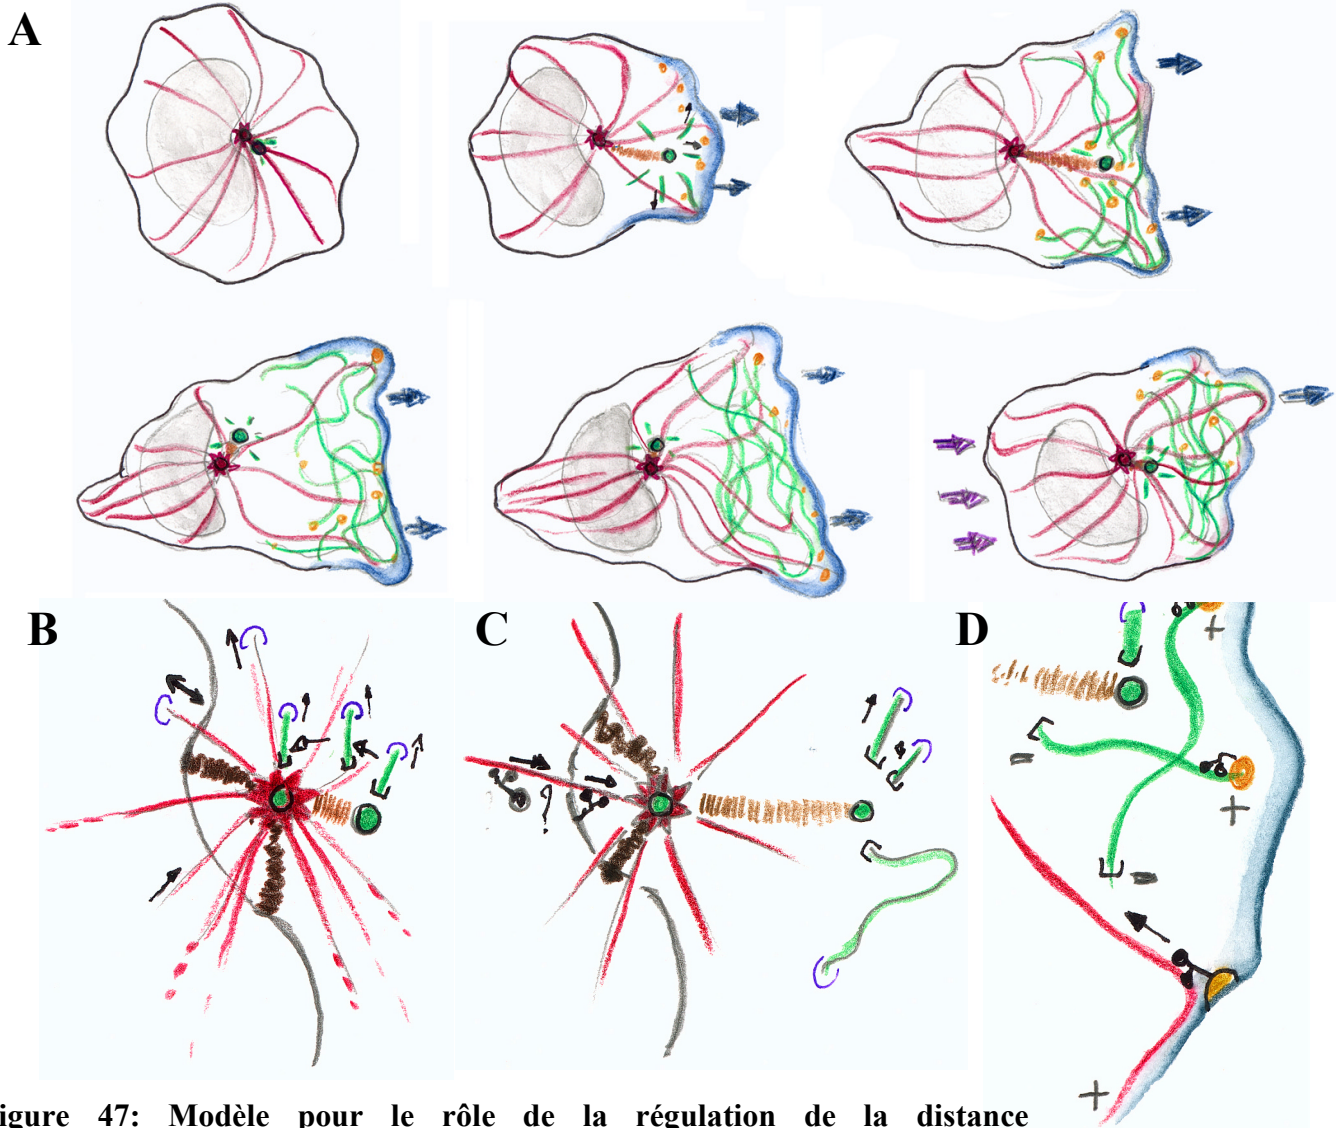 A
B
C
D
?
+
=
+
-
+
igure 47: Modèle pour le rôle de la régulation de la distance